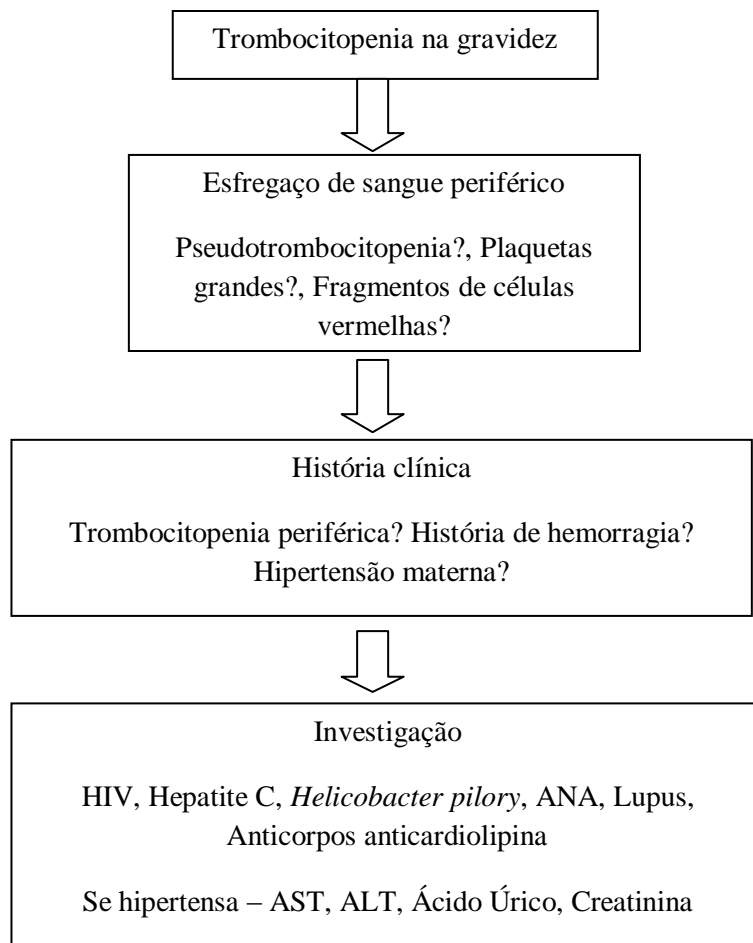 Trombocitopenia na gravidez
Esfregaço de sangue periférico
Pseudotrombocitopenia?, Plaquetas
grandes?, Fragmentos de células
vermelhas?
História clínica
Trombocitopenia periférica? História de hemorragia?
Hipertensão materna?
Investigação
HIV, Hepatite C, Helicobacter pilory, ANA, Lupus,
Anticorpos anticardiolipina
Se hipertensa – AST, ALT, Ácido Úrico, Creatinina